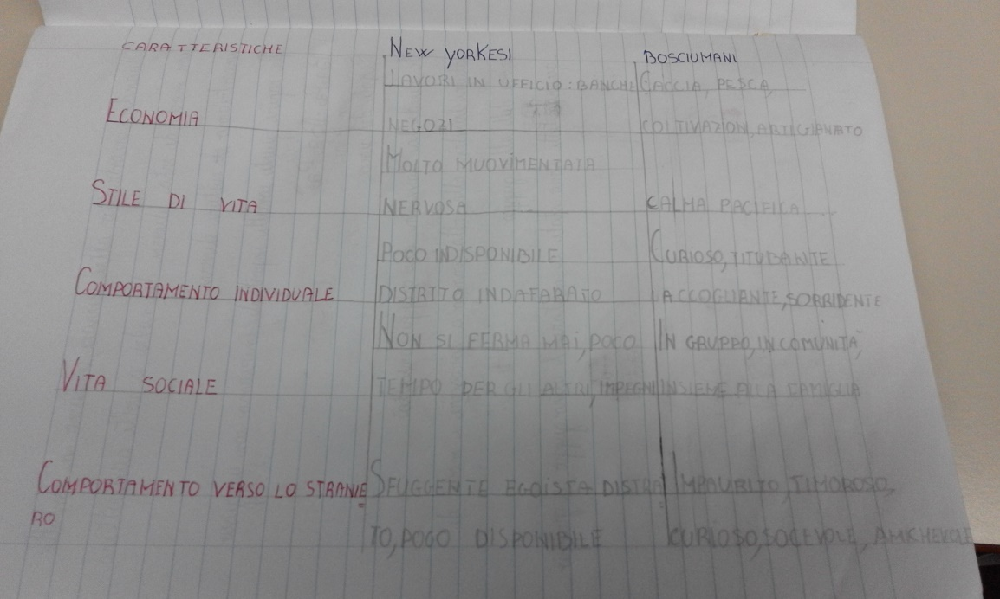 CARATTERISTICHE NEW YORKESI BOSCIUMANI
LAVORI IN UFFICIO: BANCHE CACCIA, PESCA,
ECONOMIA NEGOZI COLTIVAZIONI, ARTIGIANATO
MOLTO MUOVIMENTATA
STILE DI VITA NERVOSA CALMA PACIFICA
POCO INDISPONIBILE CURIOSO, TITUBANTE
COMPORTAMENTO INDIVIDUALE DISTRITO INDAFARATO ACCOGLIANTE, SORRIDENTE
NON SI FERMA MAI, POCO IN GRUPPO, IN COMUNITA,
VITA SOCIALE TEMPO PER GLI ALTRI, IMPEGNI INSIEME ALLA FAMIGLIA
COMPORTAMENTO VERSO LO STRANIE SFUGGENTE EGOISTA DISTRA IMPAURITO, TIMOROSO,
RO TO, POCO DISPONIBILE CURIOSO, SOCEVOLE, AMICHEVOLE